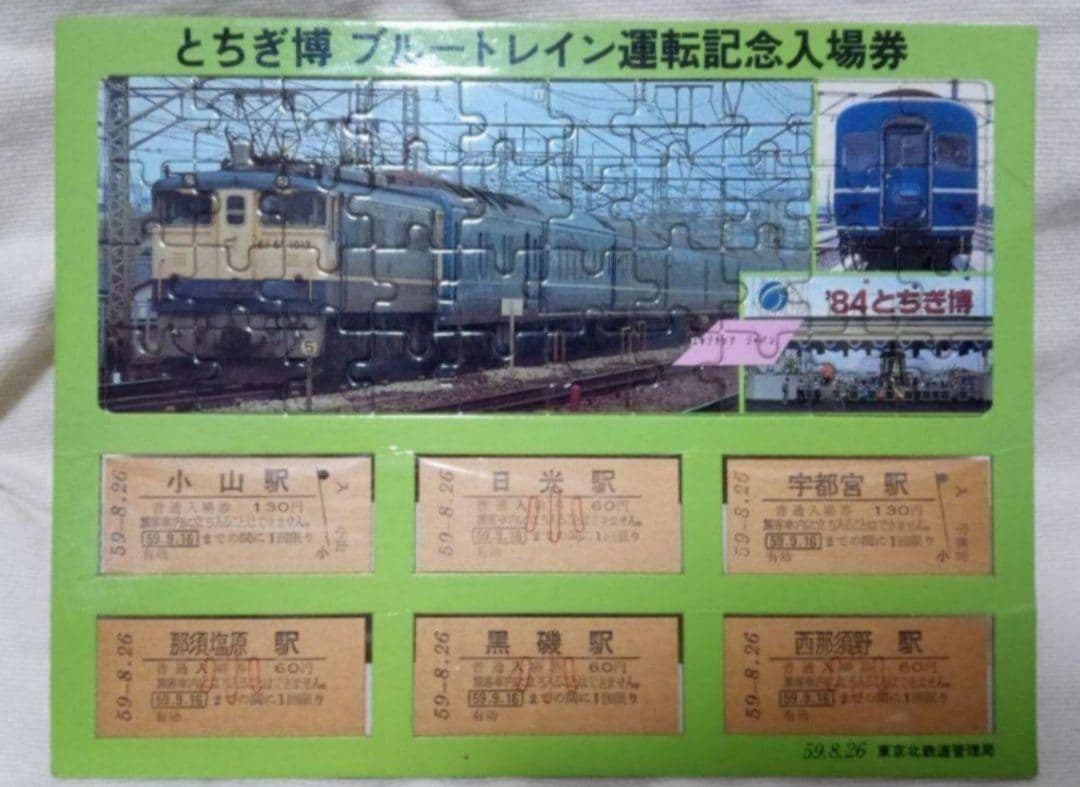 とちぎ博 ブルートレイン運転記念入場券
EF65 1013
5
'84とちぎ博
59-8.26
小山駅
普通入場券 130円
旅客車内に立ち入ることはできません。
59.9.16 までの間に1回限り
有効
小
人
59-8.26
日光駅
普通入場券 60円
旅客車内に立ち入ることはできません。
59.9.16 までの間に1回限り
有効
59-8.26
宇都宮駅
普通入場券 130円
旅客車内に立ち入ることはできません。
59.9.16 までの間に1回限り
有効
小
人
59-8.26
那須塩原駅
普通入場券 60円
旅客車内に立ち入ることはできません。
59.9.16 までの間に1回限り
有効
59-8.26
黒磯駅
普通入場券 60円
旅客車内に立ち入ることはできません。
59.9.16 までの間に1回限り
有効
59-8.26
西那須野駅
普通入場券 60円
旅客車内に立ち入ることはできません。
59.9.16 までの間に1回限り
有効
59.8.26 東京北鉄道管理局